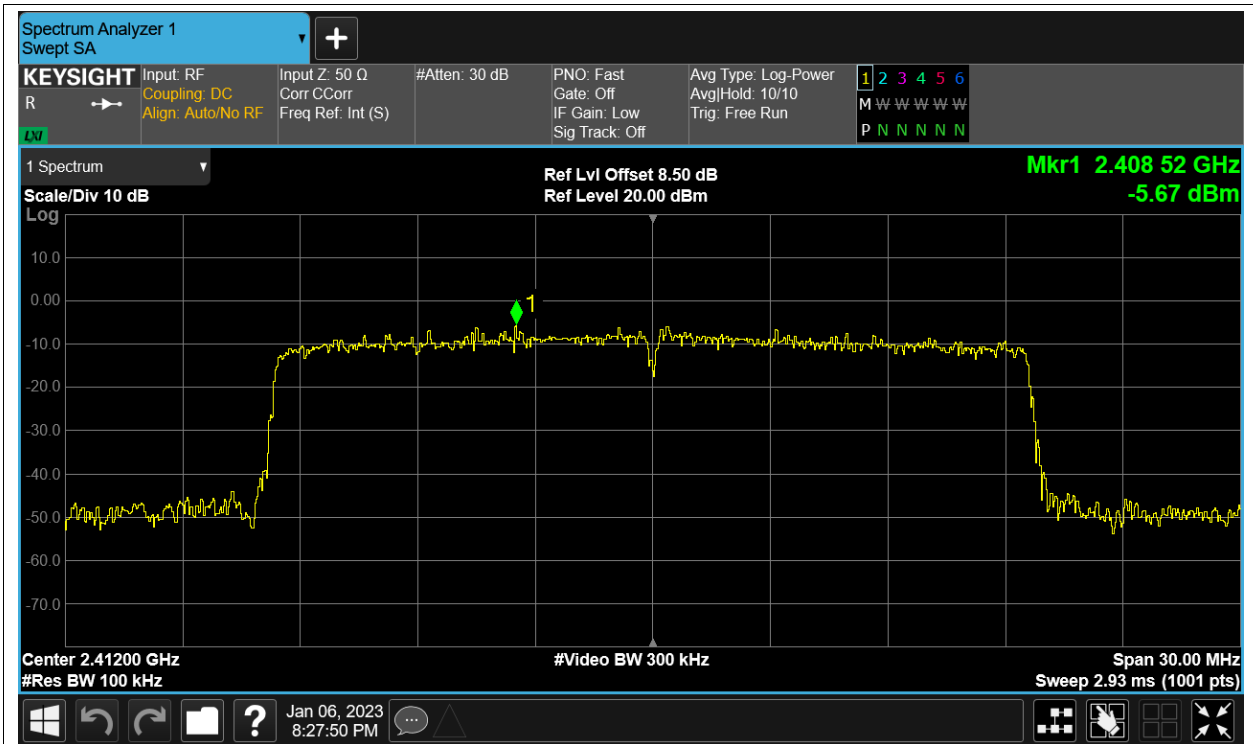 Spectrum Analyzer 1
Swept SA
KEYSIGHT
R
LXI
Input: RF
Coupling: DC
Align: Auto/No RF
Input Z: 50 Ω
Corr CCorr
Freq Ref: Int (S)
#Atten: 30 dB
PNO: Fast
Gate: Off
IF Gain: Low
Sig Track: Off
Avg Type: Log-Power
Avg|Hold: 10/10
Trig: Free Run
1 2 3 4 5 6
M W W W W W
P N N N N N
1 Spectrum
Scale/Div 10 dB
Log
Ref Lvl Offset 8.50 dB
Ref Level 20.00 dBm
Mkr1 2.408 52 GHz
-5.67 dBm
10.0
0.00
-10.0
-20.0
-30.0
-40.0
-50.0
-60.0
-70.0
1
Center 2.41200 GHz
#Res BW 100 kHz
#Video BW 300 kHz
Span 30.00 MHz
Sweep 2.93 ms (1001 pts)
?
Jan 06, 2023
8:27:50 PM